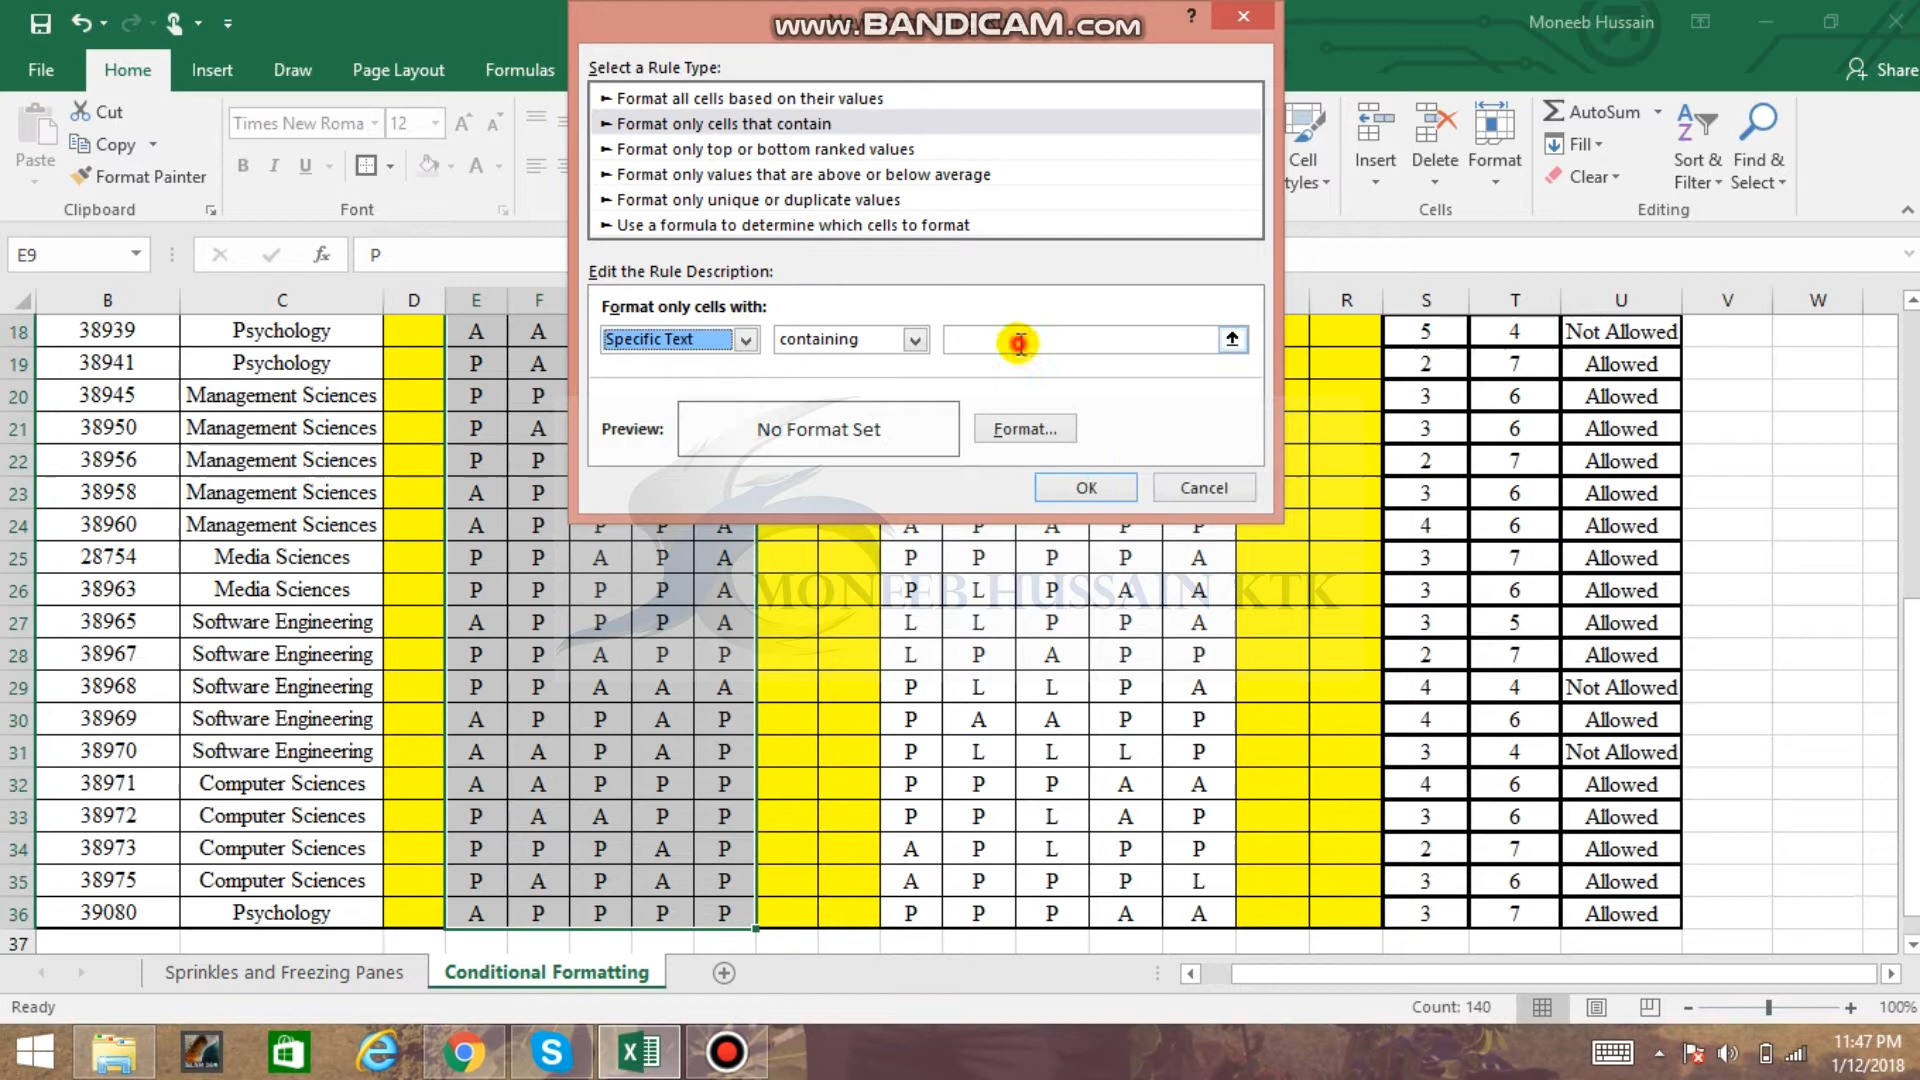 www.BANDICAM.com
Moneeb Hussain
File Home Insert Draw Page Layout Formulas
Share
Cut
Copy
Format Painter
Paste
Clipboard
Times New Roma 12
B I U
Font
Select a Rule Type:
► Format all cells based on their values
► Format only cells that contain
► Format only top or bottom ranked values
► Format only values that are above or below average
► Format only unique or duplicate values
► Use a formula to determine which cells to format
Edit the Rule Description:
Format only cells with:
Specific Text containing
Preview: No Format Set Format...
OK Cancel
Cell
tyles
Insert Delete Format
Cells
AutoSum
Fill
Clear
Sort & Filter
Find & Select
Editing
E9 fx P
B C D E F R S T U V W
18 38939 Psychology A A 5 4 Not Allowed
19 38941 Psychology P A 2 7 Allowed
20 38945 Management Sciences P P 3 6 Allowed
21 38950 Management Sciences P A 3 6 Allowed
22 38956 Management Sciences P P 2 7 Allowed
23 38958 Management Sciences A P 3 6 Allowed
24 38960 Management Sciences A P P P A A P A P P 4 6 Allowed
25 28754 Media Sciences P P A P A P P P P A 3 7 Allowed
26 38963 Media Sciences P P P P A P L P A A 3 6 Allowed
MONEEB HUSSAIN KTK
27 38965 Software Engineering A P P P A L L P P A 3 5 Allowed
28 38967 Software Engineering P P A P P L P A P P 2 7 Allowed
29 38968 Software Engineering P P A A A P L L P A 4 4 Not Allowed
30 38969 Software Engineering A P P A P P A A P P 4 6 Allowed
31 38970 Software Engineering A A P A P P L L L P 3 4 Not Allowed
32 38971 Computer Sciences A A P P P P P P A A 4 6 Allowed
33 38972 Computer Sciences P A A P P P P L A P 3 6 Allowed
34 38973 Computer Sciences P P P A P A P L P P 2 7 Allowed
35 38975 Computer Sciences P A P A P A P P P L 3 6 Allowed
36 39080 Psychology A P P P P P P P A A 3 7 Allowed
37
Sprinkles and Freezing Panes Conditional Formatting
Ready Count: 140 100%
11:47 PM
1/12/2018